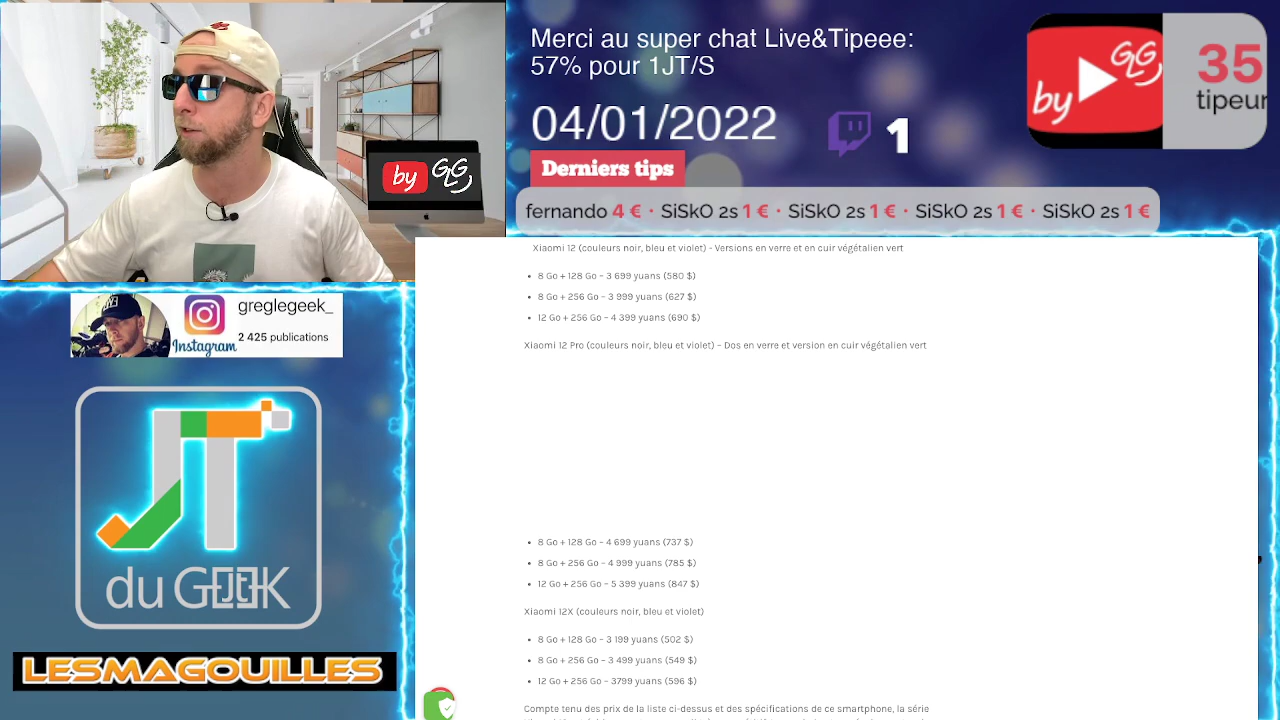 Merci au super chat Live&Tipeee:
57% pour 1JT/S
04/01/2022
1
by GLG
35
tipeur
Derniers tips
fernando 4 € · SiSkO 2s 1 € · SiSkO 2s 1 € · SiSkO 2s 1 € · SiSkO 2s 1 €
by GLG
greglegeek_
2 425 publications
Instagram
JT
du GEEK
LESMAGOUILLES
Xiaomi 12 (couleurs noir, bleu et violet) - Versions en verre et en cuir végétalien vert
• 8 Go + 128 Go – 3 699 yuans (580 $)
• 8 Go + 256 Go – 3 999 yuans (627 $)
• 12 Go + 256 Go – 4 399 yuans (690 $)
Xiaomi 12 Pro (couleurs noir, bleu et violet) – Dos en verre et version en cuir végétalien vert
• 8 Go + 128 Go – 4 699 yuans (737 $)
• 8 Go + 256 Go – 4 999 yuans (785 $)
• 12 Go + 256 Go – 5 399 yuans (847 $)
Xiaomi 12X (couleurs noir, bleu et violet)
• 8 Go + 128 Go – 3 199 yuans (502 $)
• 8 Go + 256 Go – 3 499 yuans (549 $)
• 12 Go + 256 Go – 3799 yuans (596 $)
Compte tenu des prix de la liste ci-dessus et des spécifications de ce smartphone, la série